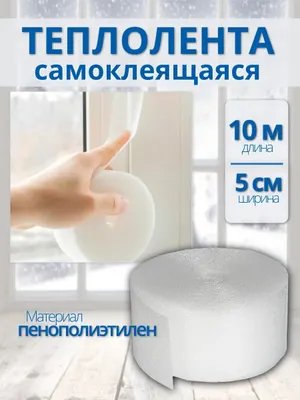 ТЕПЛОЛЕНТА
самоклеящаяся
10 м
длина
5 см
ширина
Материал
пенополиэтилен